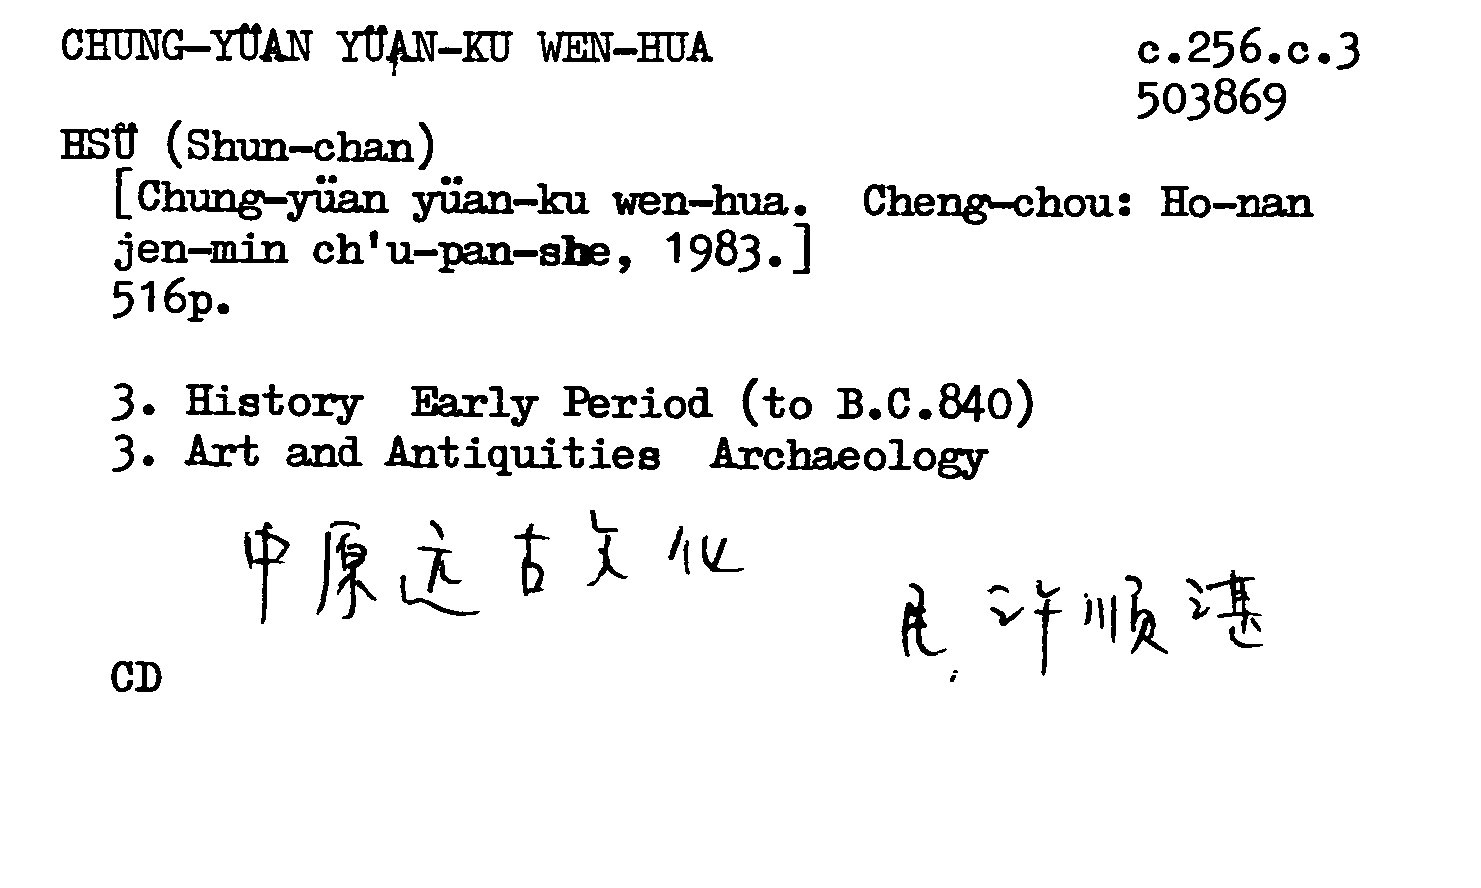 CHUNG-YÜAN YÜAN-KU WEN-HUA c.256.c.3
503869
HSÜ (Shun-chan)
[Chung-yüan yüan-ku wen-hua. Cheng-chou: Ho-nan
jen-min ch'u-pan-she, 1983.]
516p.
3. History Early Period (to B.C.840)
3. Art and Antiquities Archaeology
中原远古文化
许顺湛
CD